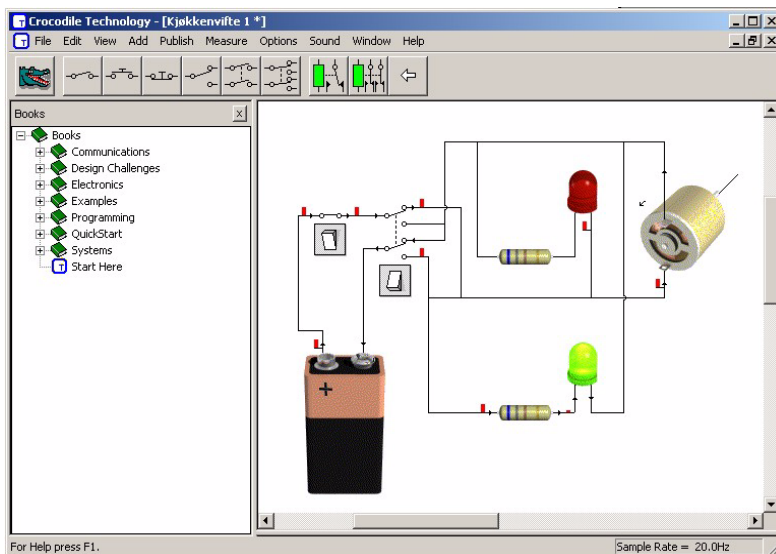 Crocodile Technology - [Kjøkkenvifte 1 *]
File Edit View Add Publish Measure Options Sound Window Help
Books
Books
Communications
Design Challenges
Electronics
Examples
Programming
QuickStart
Systems
Start Here
+
For Help press F1.
Sample Rate = 20.0Hz